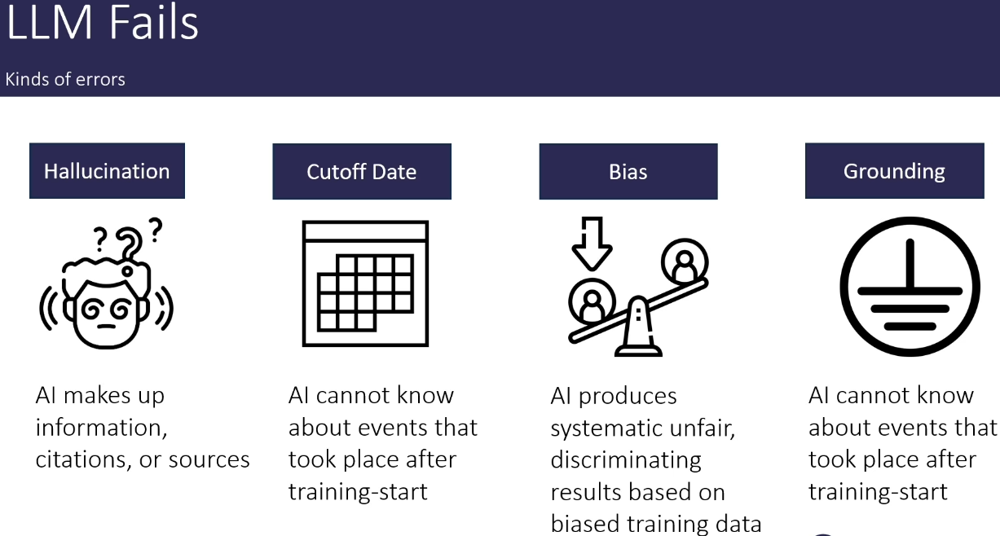 LLM Fails
Kinds of errors
Hallucination
Cutoff Date
Bias
Grounding
? ? ?
AI makes up
information,
citations, or sources
AI cannot know
about events that
took place after
training-start
AI produces
systematic unfair,
discriminating
results based on
biased training data
AI cannot know
about events that
took place after
training-start